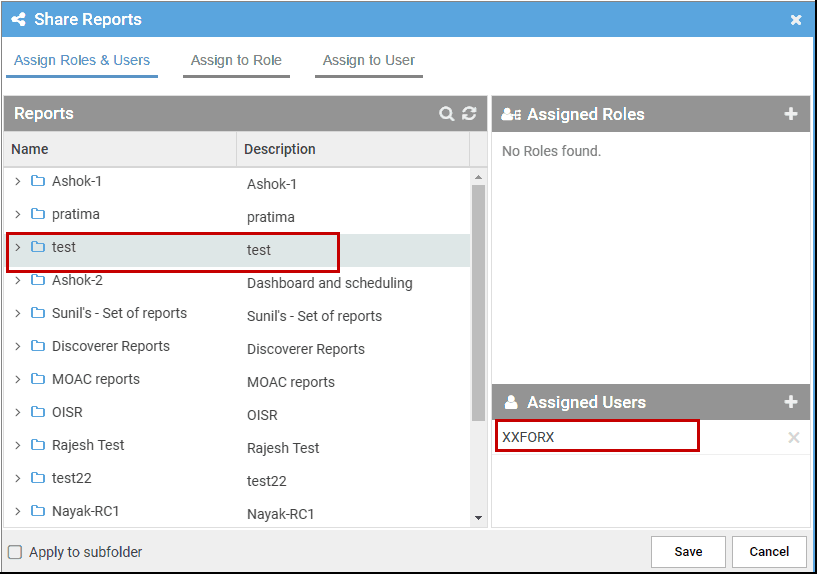 Share Reports
Assign Roles & Users Assign to Role Assign to User
Reports
Name Description
Ashok-1 Ashok-1
pratima pratima
test test
Ashok-2 Dashboard and scheduling
Sunil's - Set of reports Sunil's - Set of reports
Discoverer Reports Discoverer Reports
MOAC reports MOAC reports
OISR OISR
Rajesh Test Rajesh Test
test22 test22
Nayak-RC1 Nayak-RC1
Assigned Roles
No Roles found.
Assigned Users
XXFORX
Apply to subfolder
Save Cancel